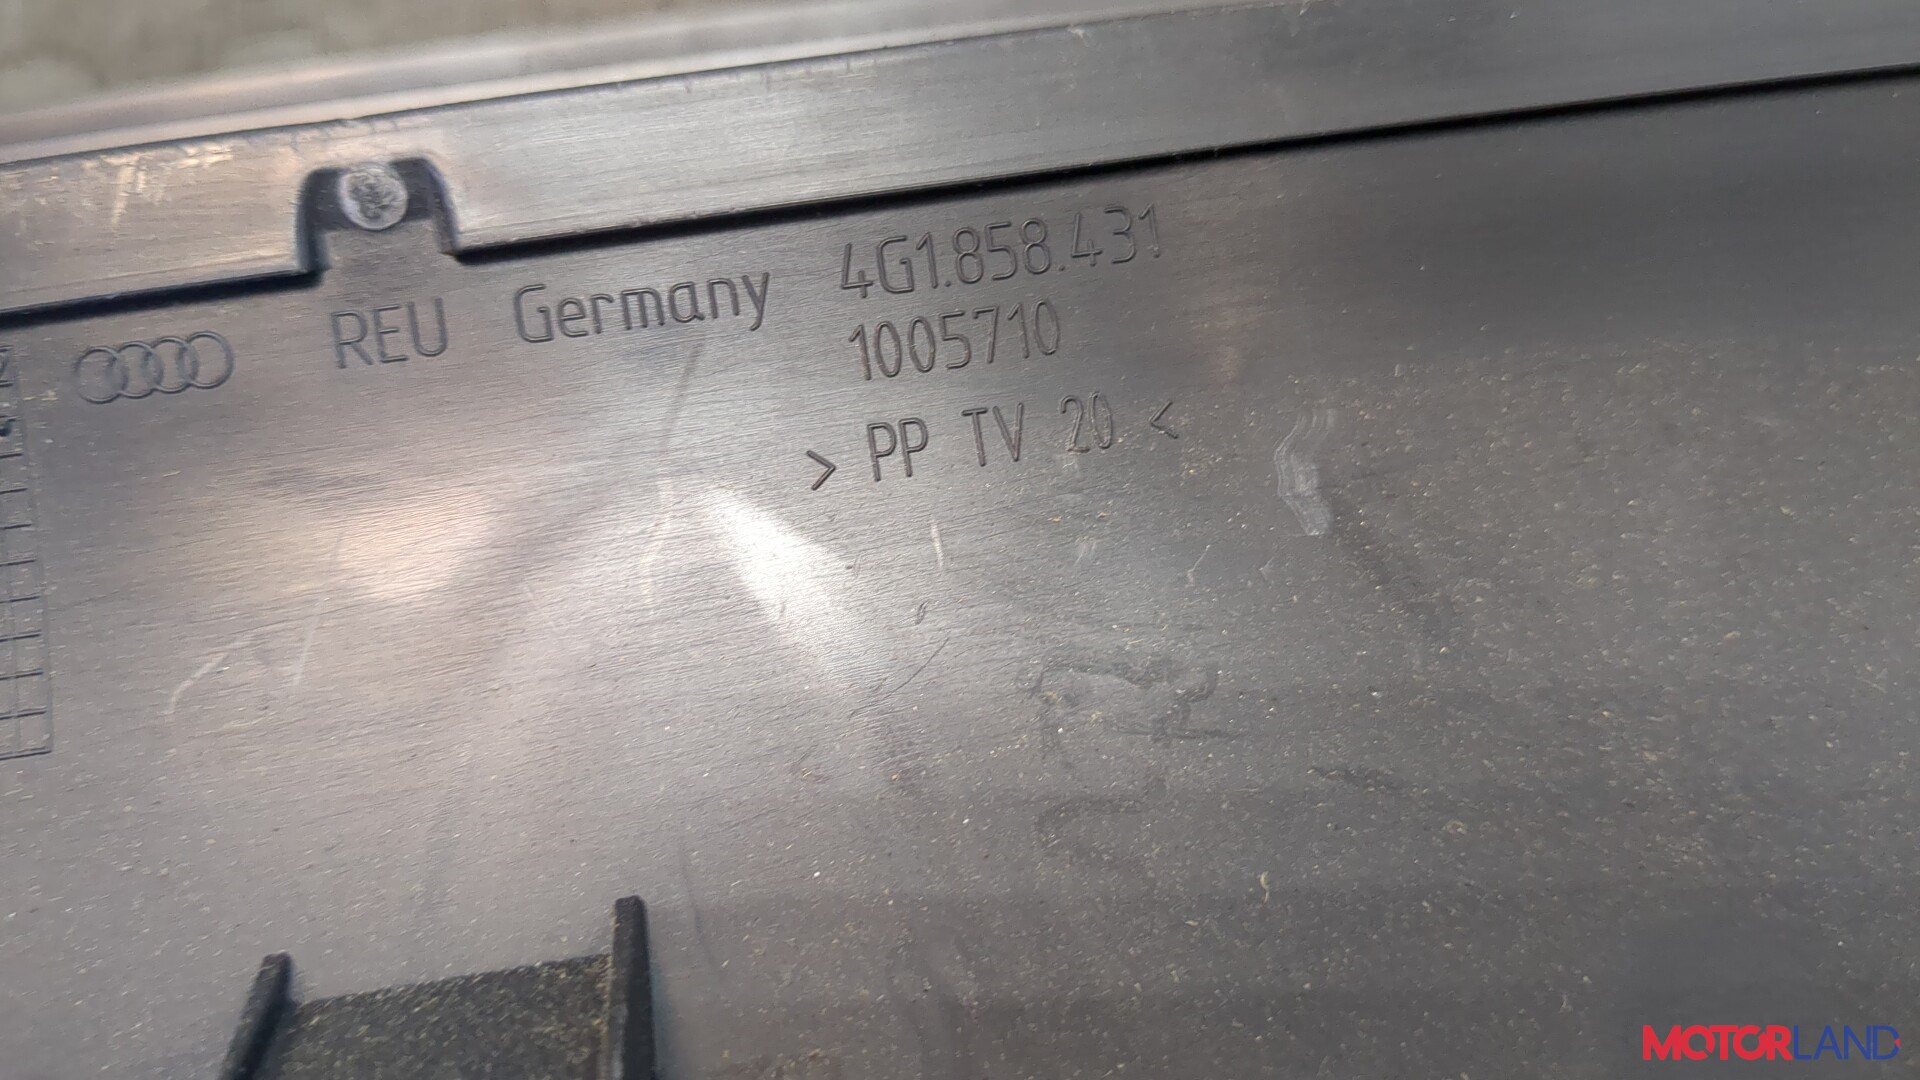 REU Germany 4G1.858.431
1005710
> PP TV 20 <
MOTORLAND